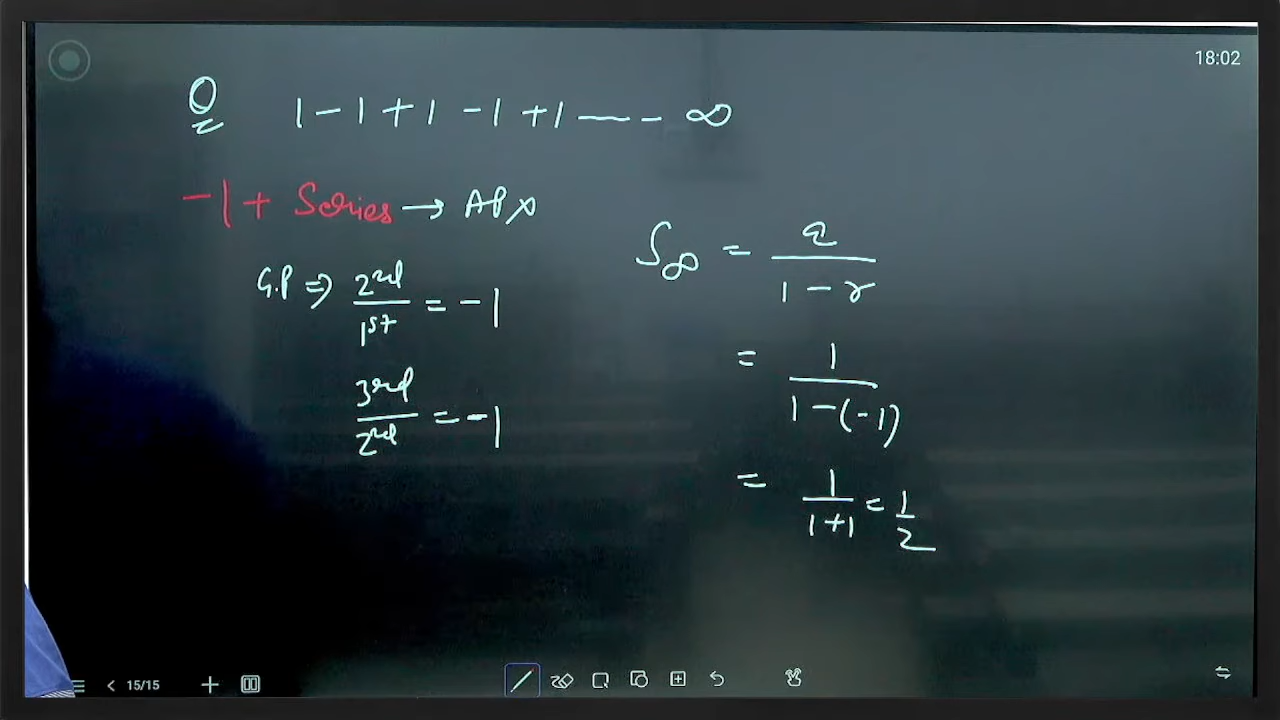 18:02
Q 1 - 1 + 1 - 1 + 1 — — - ∞
-1+ Series → AP ×
G.P ⇒ 2nd/1st = -1
3rd/2nd = -1
S∞ = a/1-r
= 1/1-(-1)
= 1/1+1 = 1/2
15/15